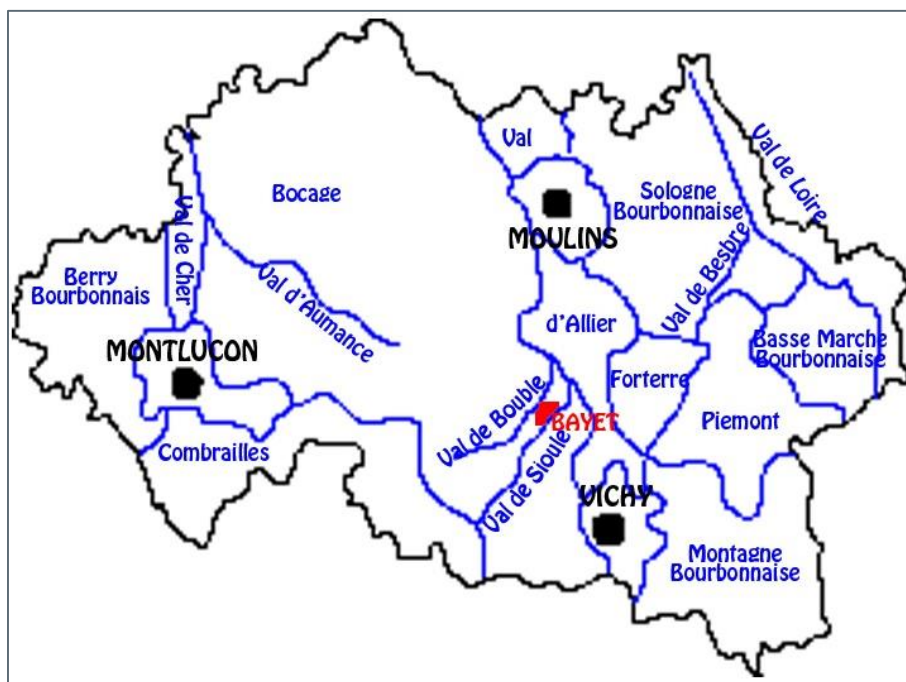 Val
Val de Loire
Bocage
Sologne
Bourbonnaise
MOULINS
Val de Cher
Berry
Bourbonnais
Val d'Aumance
Val de Besbre
d'Allier
Basse Marche
Bourbonnaise
MONTLUCON
Forterre
Val de Bouble
BAYET
Piemont
Combrailles
Val de Sioule
VICHY
Montagne
Bourbonnaise